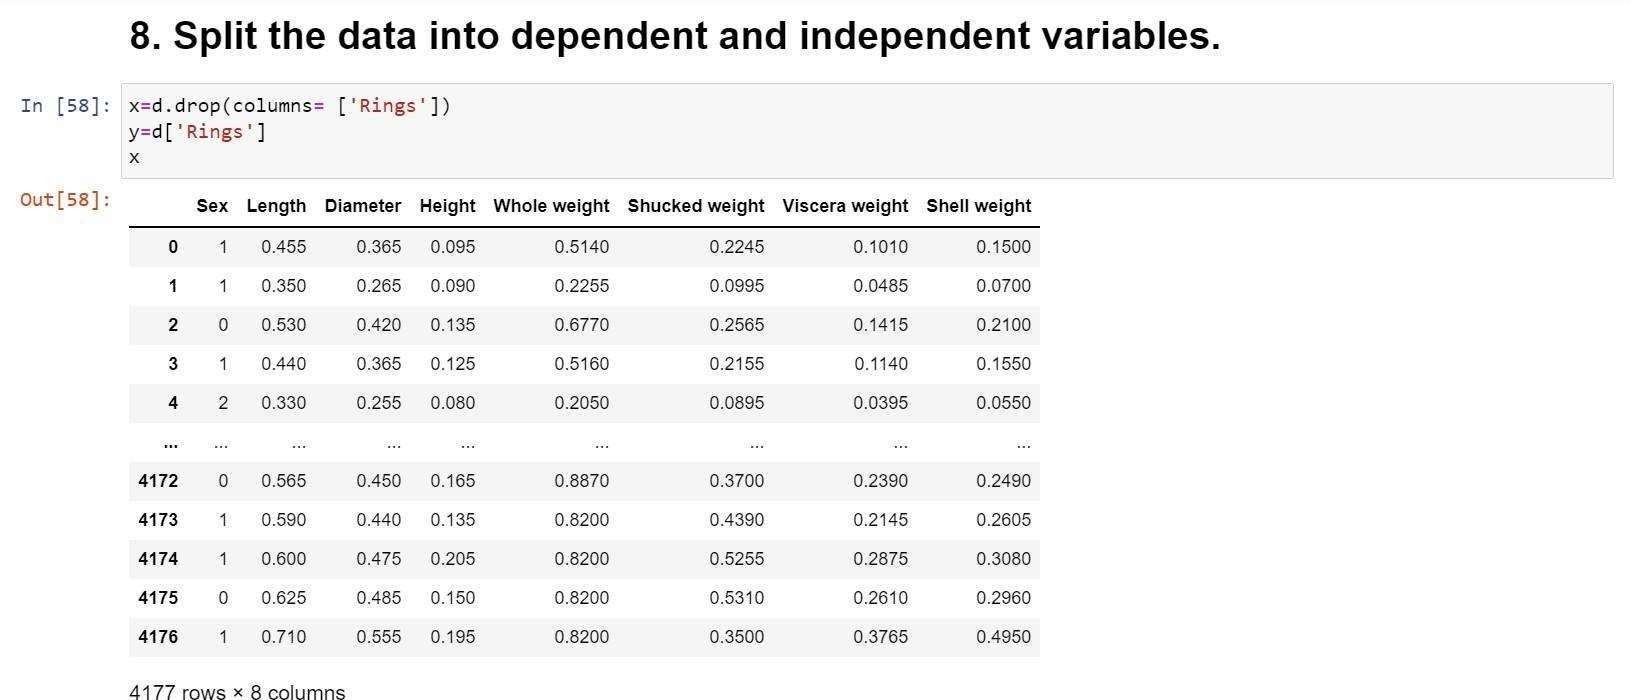 8. Split the data into dependent and independent variables.
In [58]: x=d.drop(columns= ['Rings'])
y=d['Rings']
x
Out[58]:
Sex Length Diameter Height Whole weight Shucked weight Viscera weight Shell weight
0 1 0.455 0.365 0.095 0.5140 0.2245 0.1010 0.1500
1 1 0.350 0.265 0.090 0.2255 0.0995 0.0485 0.0700
2 0 0.530 0.420 0.135 0.6770 0.2565 0.1415 0.2100
3 1 0.440 0.365 0.125 0.5160 0.2155 0.1140 0.1550
4 2 0.330 0.255 0.080 0.2050 0.0895 0.0395 0.0550
... ... ... ... ... ... ... ... ...
4172 0 0.565 0.450 0.165 0.8870 0.3700 0.2390 0.2490
4173 1 0.590 0.440 0.135 0.8200 0.4390 0.2145 0.2605
4174 1 0.600 0.475 0.205 0.8200 0.5255 0.2875 0.3080
4175 0 0.625 0.485 0.150 0.8200 0.5310 0.2610 0.2960
4176 1 0.710 0.555 0.195 0.8200 0.3500 0.3765 0.4950
4177 rows × 8 columns